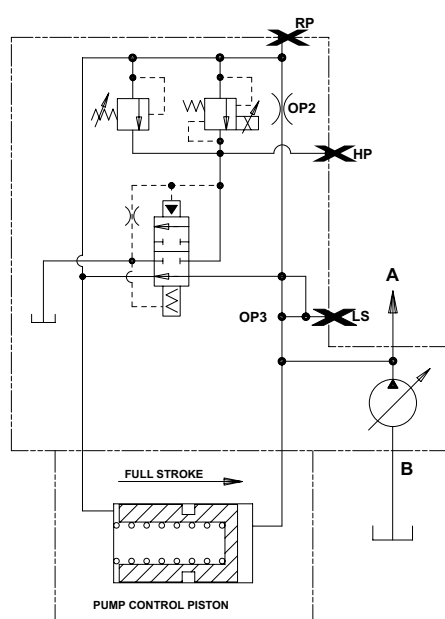 RP
OP2
HP
A
OP3
LS
B
FULL STROKE
PUMP CONTROL PISTON